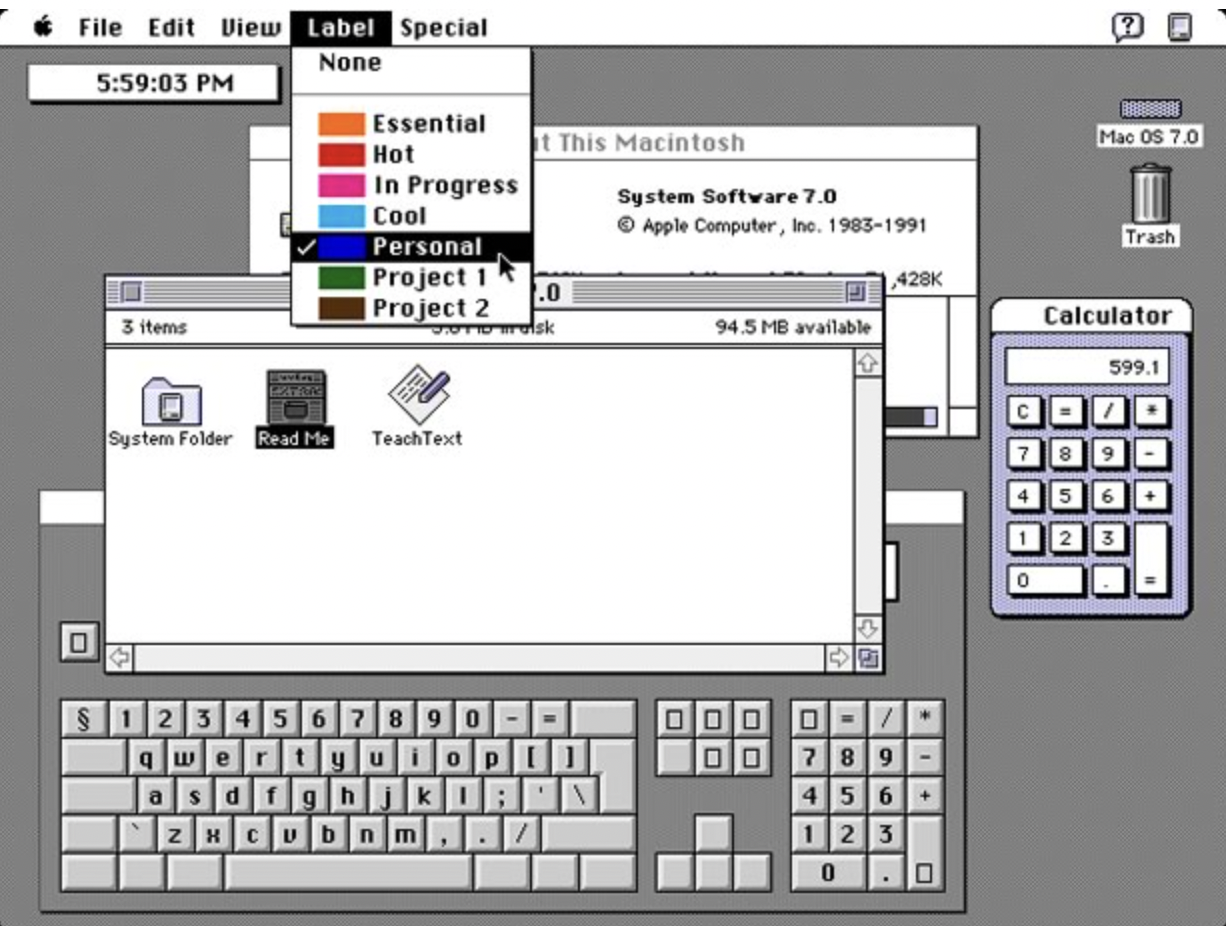 File Edit View Label Special
5:59:03 PM
None
Essential
Hot
In Progress
Cool
Personal
Project 1
Project 2
Mac OS 7.0
Trash
t This Macintosh
System Software 7.0
© Apple Computer, Inc. 1983-1991
,428K
7.0
3 items
in disk
94.5 MB available
System Folder
Read Me
TeachText
Calculator
599.1
C = / *
7 8 9 -
4 5 6 +
1 2 3
0 . =
§ 1 2 3 4 5 6 7 8 9 0 - =
= / *
q w e r t y u i o p [ ]
7 8 9 -
a s d f g h j k l ; ' \
4 5 6 +
` z x c v b n m , . /
1 2 3
0 .